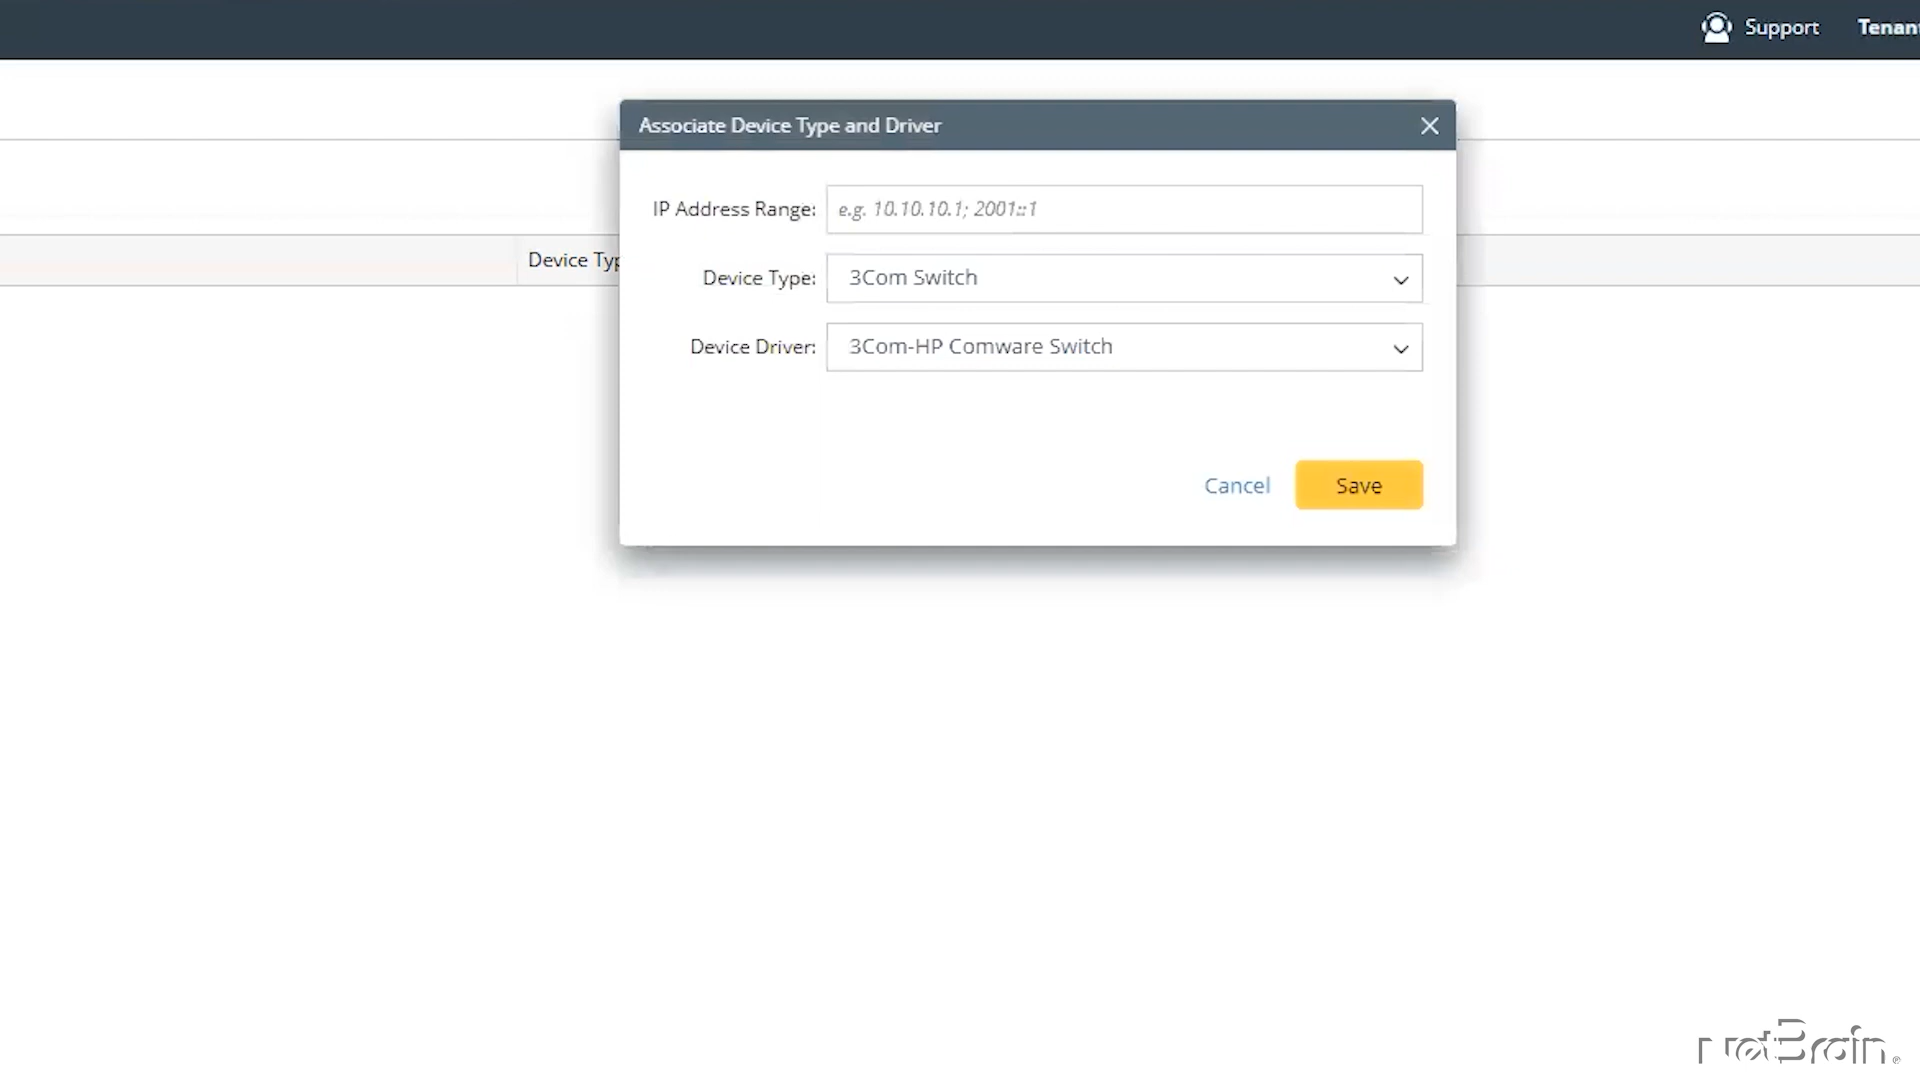 Support
Tenan
Associate Device Type and Driver
IP Address Range: e.g. 10.10.10.1; 2001::1
Device Typ
Device Type: 3Com Switch
Device Driver: 3Com-HP Comware Switch
Cancel
Save
netBrain®